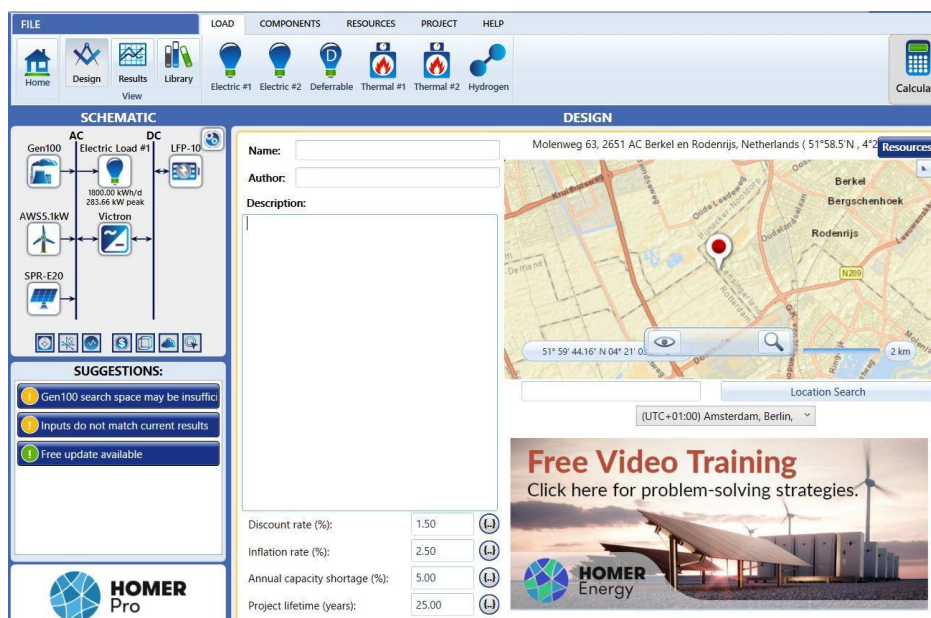 FILE
LOAD COMPONENTS RESOURCES PROJECT HELP
Home
Design
Results
Library
View
Electric #1
Electric #2
Deferrable
Thermal #1
Thermal #2
Hydrogen
SCHEMATIC
AC DC
Gen100
Electric Load #1
LFP-10
1800.00 kWh/d
283.66 kW peak
AWS5.1kW
Victron
SPR-E20
SUGGESTIONS:
Gen100 search space may be
Inputs do not match current results
Free update available
HOMER
Pro
DESIGN
Name:
Author:
Description:
Discount rate (%): 1.50 {..}
Inflation rate (%): 2.50 {..}
Annual capacity shortage (%): 5.00 {..}
Project lifetime (years): 25.00 {..}
Molenweg 63, 2651 AC Berkel en Rodenrijs, Netherlands ( 51°58.5'N ,
Resources
Berkel
Bergschenhoek
Rodenrijs
N209
Kruithuisweg
Oude Leedeweg
51° 59' 44.16" N 04° 21'
2 km
Location Search
(UTC+01:00) Amsterdam, Berlin,
Free Video Training
Click here for problem-solving strategies.
HOMER
Energy